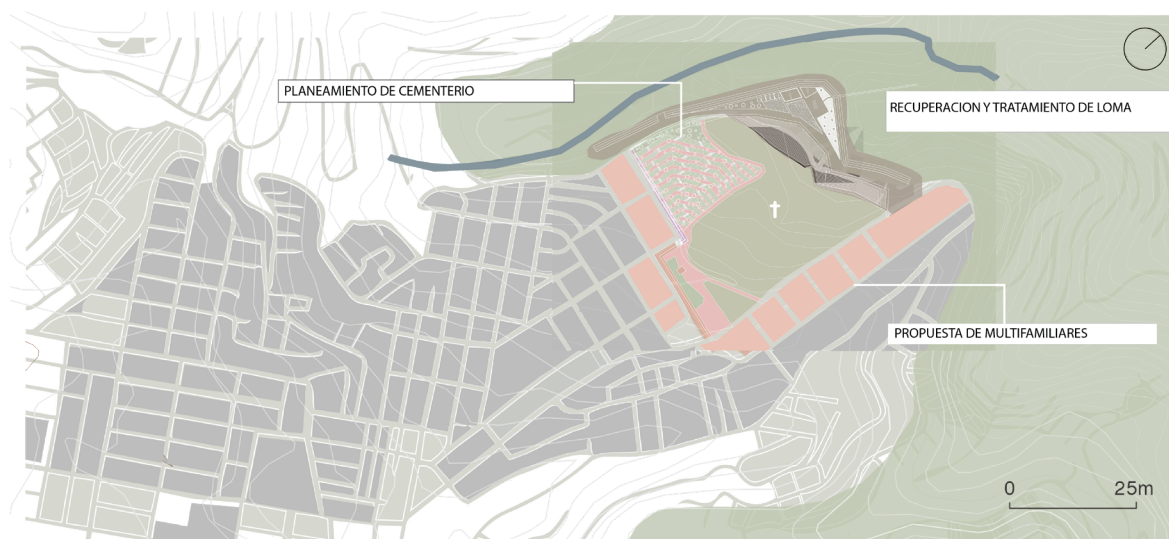 PLANEAMIENTO DE CEMENTERIO
RECUPERACION Y TRATAMIENTO DE LOMA
PROPUESTA DE MULTIFAMILIARES
0 25m